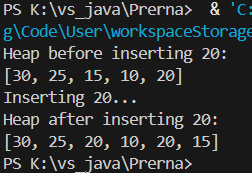 PS K:\vs_java\Prerna>  & 'C:
g\Code\User\workspaceStorage
Heap before inserting 20:
[30, 25, 15, 10, 20]
Inserting 20...
Heap after inserting 20:
[30, 25, 20, 10, 20, 15]
PS K:\vs_java\Prerna>